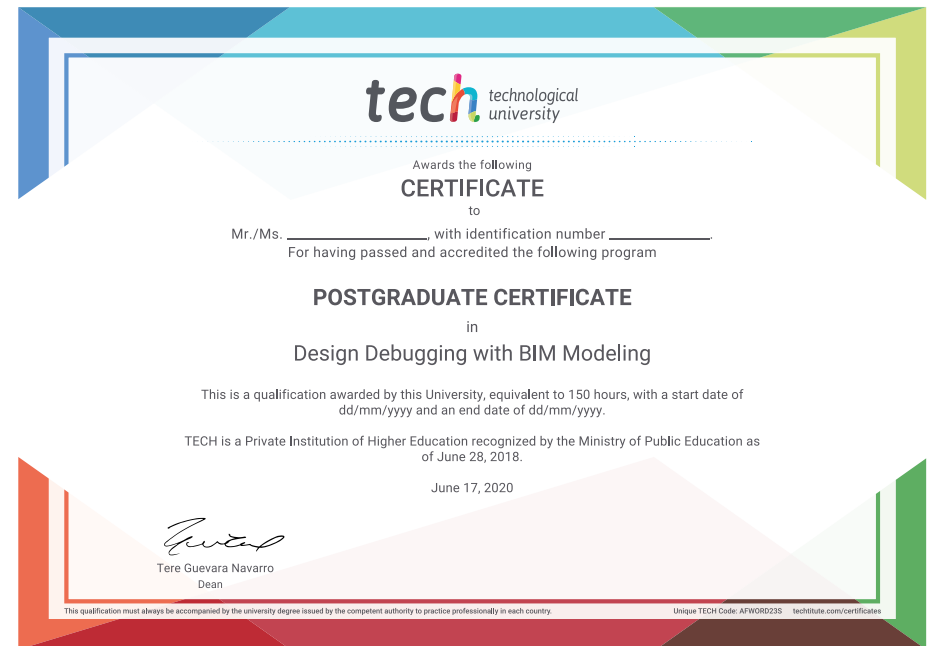 tech technological
university
Awards the following
CERTIFICATE
to
Mr./Ms. ____________________, with identification number ______________.
For having passed and accredited the following program
POSTGRADUATE CERTIFICATE
in
Design Debugging with BIM Modeling
This is a qualification awarded by this University, equivalent to 150 hours, with a start date of
dd/mm/yyyy and an end date of dd/mm/yyyy.
TECH is a Private Institution of Higher Education recognized by the Ministry of Public Education as
of June 28, 2018.
June 17, 2020
Tere Guevara Navarro
Dean
This qualification must always be accompanied by the university degree issued by the competent authority to practice professionally in each country. Unique TECH Code: AFWORD23S techtitute.com/certificates